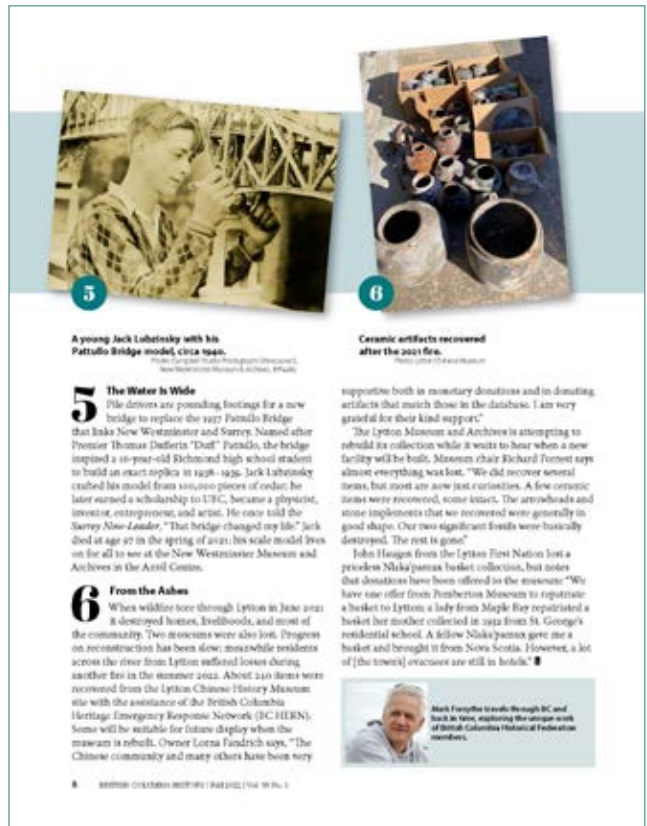 5
6
A young Jack Lubzinsky with his
Pattullo Bridge model, circa 1940.
Ceramic artifacts recovered
after the 2021 fire.
5 The Water Is Wide
Pile drivers are pounding footings for a new
bridge to replace the 1937 Pattullo Bridge
that links New Westminster and Surrey. Named after
Premier Thomas Dufferin "Duff" Pattullo, the bridge
inspired a 16-year-old Richmond high school student
to build an exact replica in 1938–1939. Jack Lubzinsky
crafted his model from 100,000 pieces of cedar; he
later earned a scholarship to UBC, became a physicist,
inventor, entrepreneur, and artist. He once told the
Surrey Now-Leader, "That bridge changed my life." Jack
died at age 97 in the spring of 2021; his scale model lives
on for all to see at the New Westminster Museum and
Archives in the Anvil Centre.
6 From the Ashes
When wildfire tore through Lytton in June 2021
it destroyed homes, livelihoods, and most of
the community. Two museums were also lost. Progress
on reconstruction has been slow; meanwhile residents
across the river from Lytton suffered losses during
another fire in the summer 2022. About 240 items were
recovered from the Lytton Chinese History Museum
site with the assistance of the British Columbia
Heritage Emergency Response Network (BC HERN).
Some will be suitable for future display when the
museum is rebuilt. Owner Lorna Fandrich says, "The
Chinese community and many others have been very
supportive both in monetary donations and in donating
artifacts that match those in the database. I am very
grateful for their kind support."
The Lytton Museum and Archives is attempting to
rebuild its collection while it waits to hear when a new
facility will be built. Museum chair Richard Forrest says
almost everything was lost. "We did recover several
items, but most are now just curiosities. A few ceramic
items were recovered, some intact. The arrowheads and
stone implements that we recovered were generally in
good shape. Our two significant fossils were basically
destroyed. The rest is gone."
John Haugen from the Lytton First Nation lost a
priceless Nlaka'pamux basket collection, but notes
that donations have been offered to the museum: "We
have one offer from Pemberton Museum to repatriate
a basket to Lytton; a lady from Maple Bay repatriated a
basket her mother collected in 1932 from St. George's
residential school. A fellow Nlaka'pamux gave me a
basket and brought it from Nova Scotia. However, a lot
of [the town's] evacuees are still in hotels."
Mark Forsythe travels through BC and
back in time, exploring the unique work
of British Columbia Historical Federation
members.
BRITISH COLUMBIA HISTORY | Fall 2022 | Vol. 55 No. 3